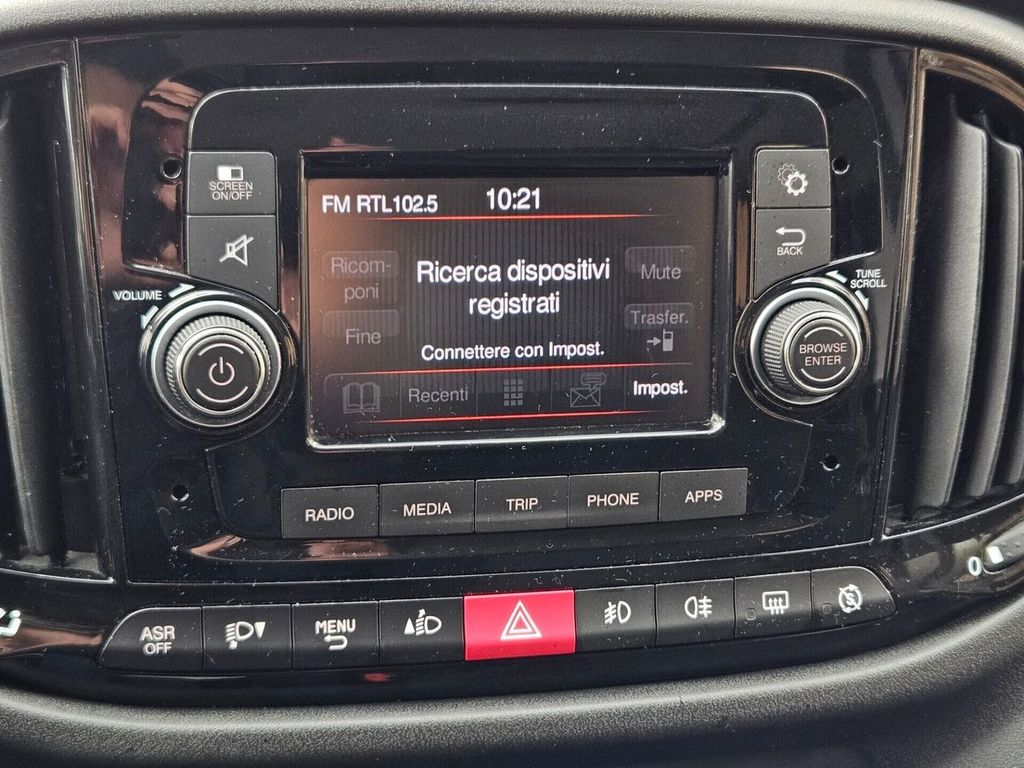 SCREEN
ON/OFF
FM RTL102.5 10:21
BACK
VOLUME
TUNE
SCROLL
Ricom-
poni
Ricerca dispositivi
registrati
Mute
Fine
Trasfer.
BROWSE
ENTER
Connettere con Impost.
Recenti
Impost.
RADIO
MEDIA
TRIP
PHONE
APPS
ASR
OFF
MENU
0